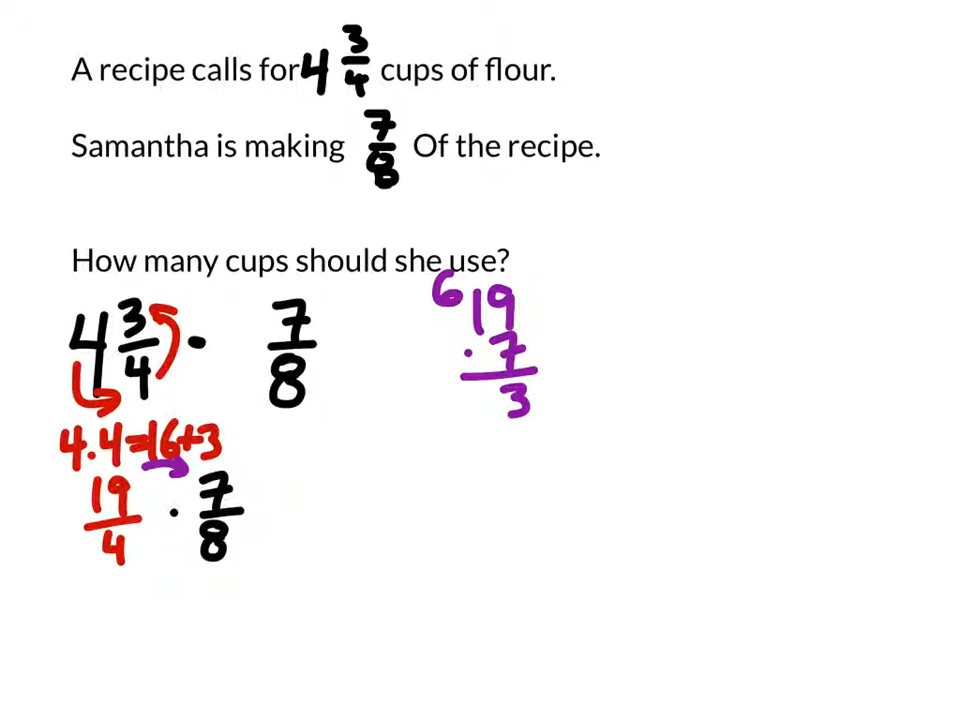 A recipe calls for 4 3/4 cups of flour.
Samantha is making 7/8 Of the recipe.
How many cups should she use?
4 3/4 · 7/8
4·4=16+3
19/4 · 7/8
6
19
· 7
3